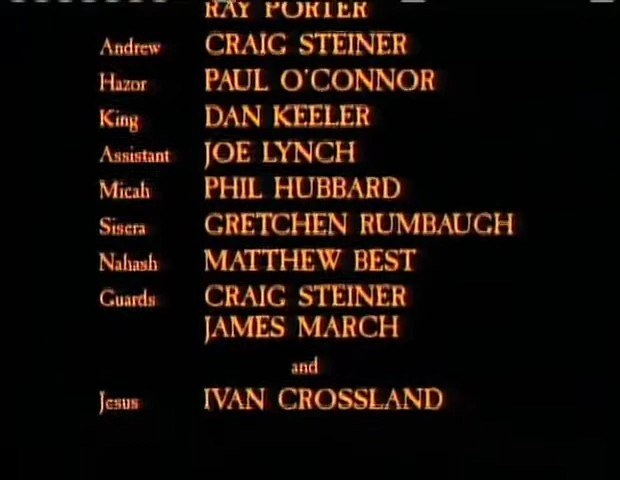 RAY PORTER
Andrew CRAIG STEINER
Hazor PAUL O'CONNOR
King DAN KEELER
Assistant JOE LYNCH
Micah PHIL HUBBARD
Sisera GRETCHEN RUMBAUGH
Nahash MATTHEW BEST
Guards CRAIG STEINER
JAMES MARCH
and
Jesus IVAN CROSSLAND